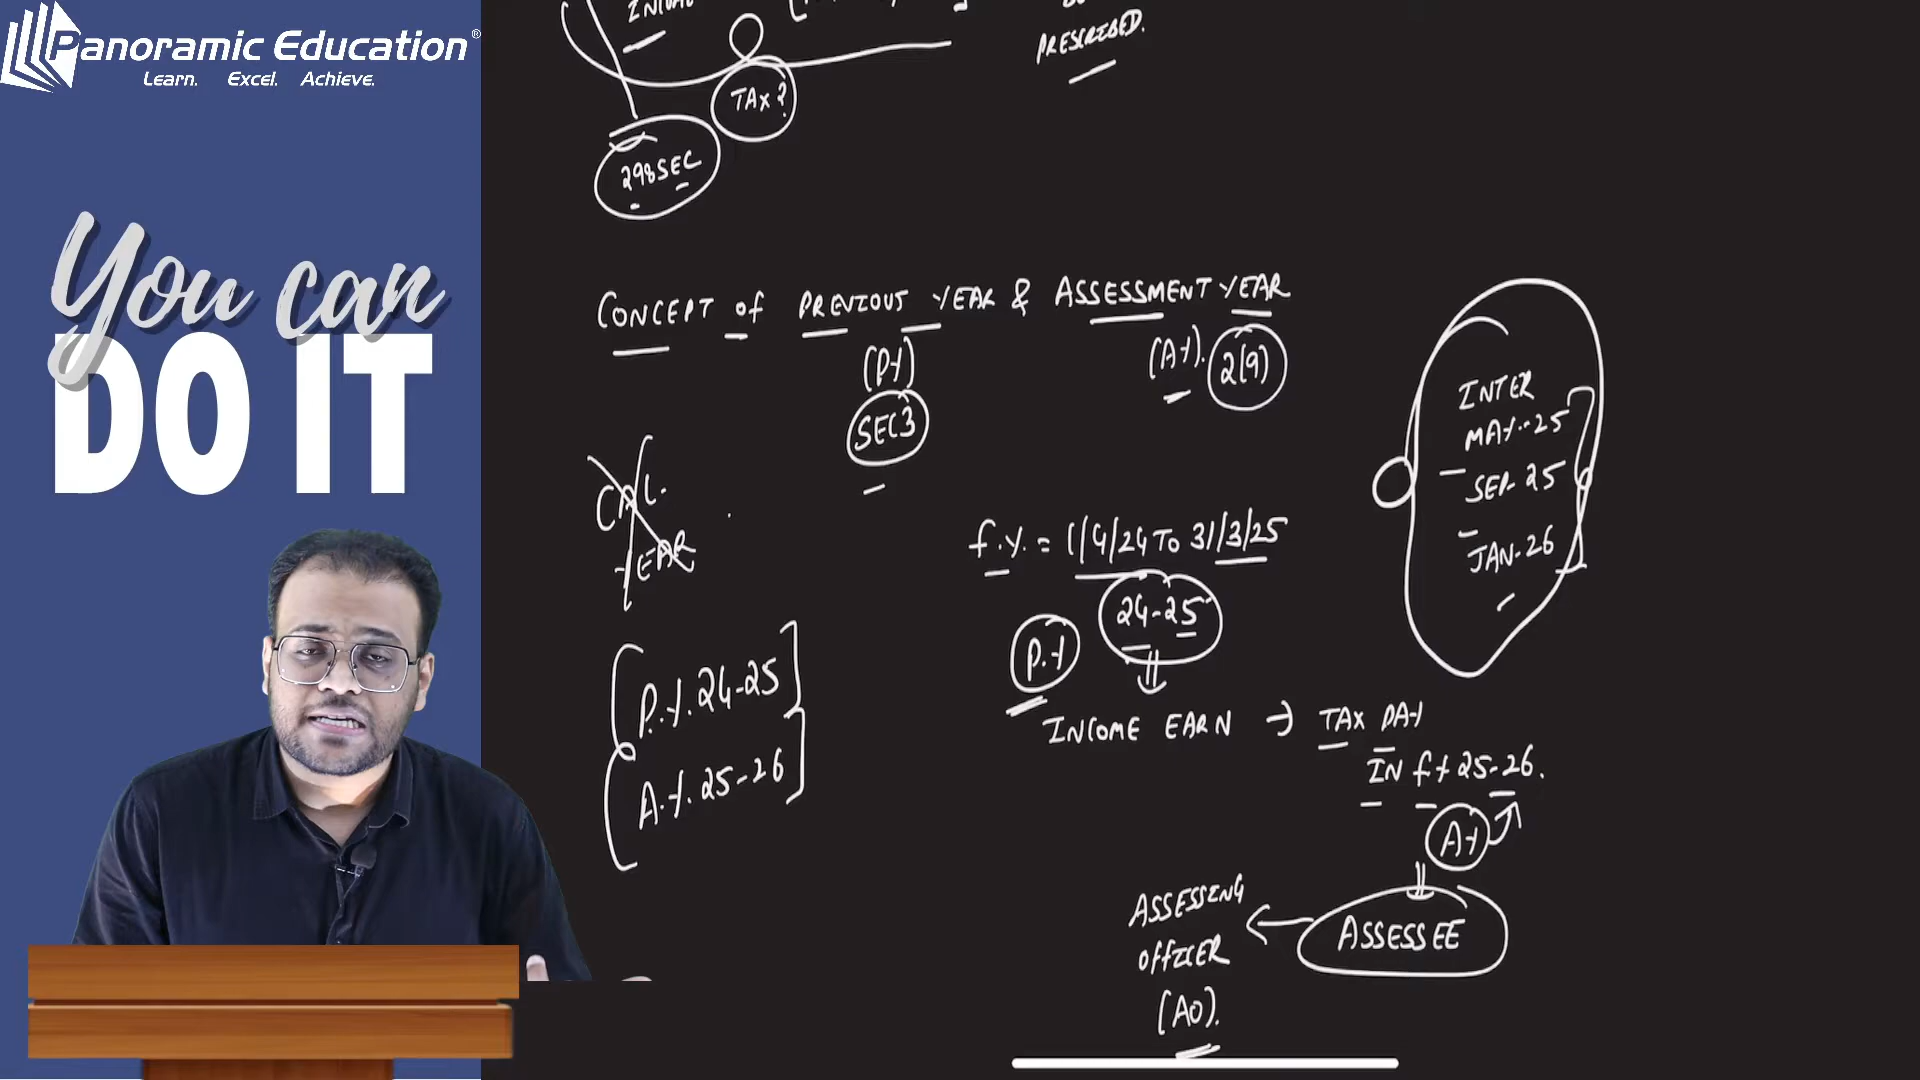 Panoramic Education®
Learn. Excel. Achieve.
You can
DO IT
PRESCRIBED.
TAX?
298 SEC
CONCEPT OF PREVIOUS YEAR & ASSESSMENT YEAR
(P.Y)
(A.Y). 2(9)
SEC3
CAL.
YEAR
INTER
MAY-25
SEP-25
JAN-26
f.y. = 1/4/24 TO 31/3/25
24-25
P.Y
P.Y. 24-25
A.Y. 25-26
INCOME EARN → TAX PAY
IN f.y 25-26.
A.Y
ASSESSEE
ASSESSING
OFFICER
(AO).